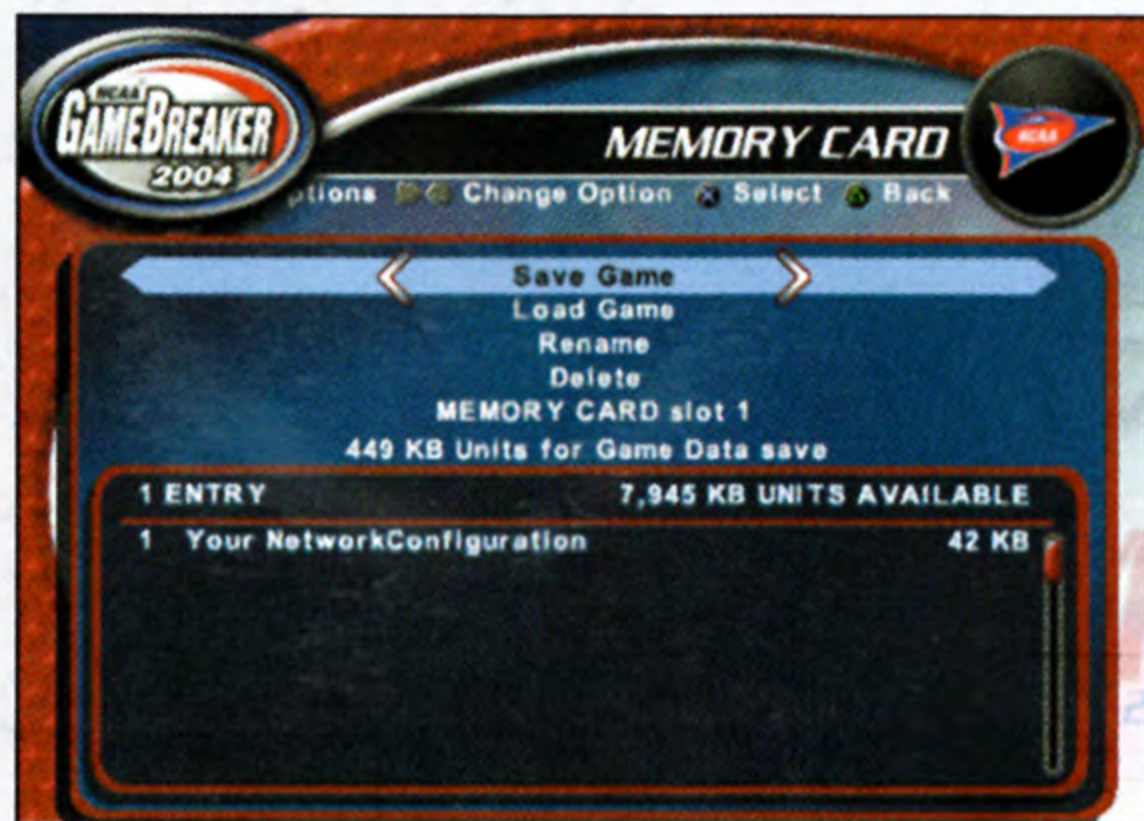 NCAA
GAMEBREAKER
2004
MEMORY CARD
ptions Change Option Select Back
Save Game
Load Game
Rename
Delete
MEMORY CARD slot 1
449 KB Units for Game Data save
1 ENTRY 7,945 KB UNITS AVAILABLE
1 Your NetworkConfiguration 42 KB
NCAA